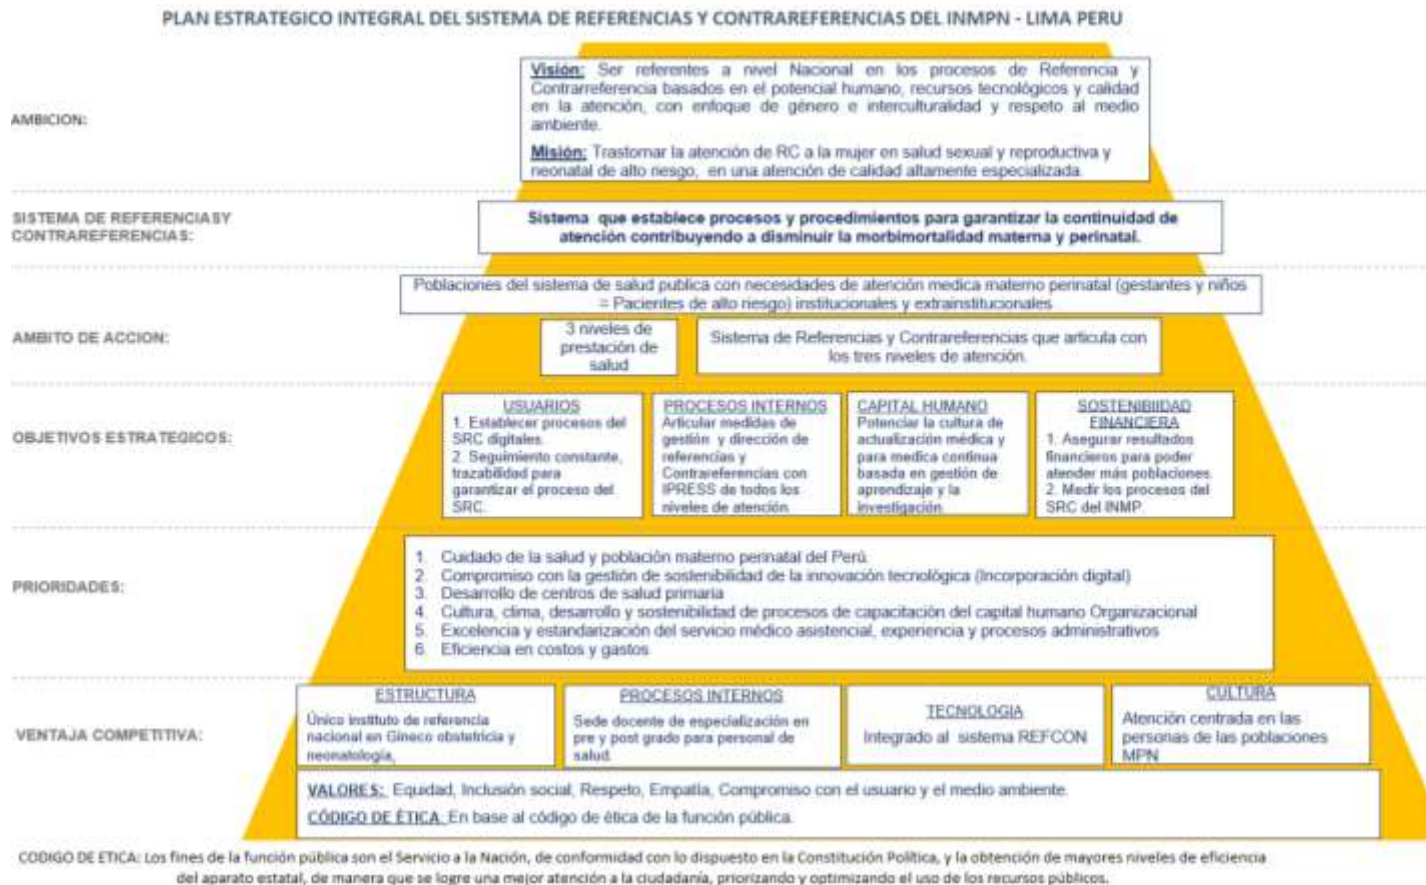 PLAN ESTRATEGICO INTEGRAL DEL SISTEMA DE REFERENCIAS Y CONTRAREFERENCIAS DEL INMPN - LIMA PERU
AMBICION:
Visión: Ser referentes a nivel Nacional en los procesos de Referencia y
Contrarreferencia basados en el potencial humano, recursos tecnológicos y calidad
en la atención, con enfoque de género e interculturalidad y respeto al medio
ambiente.
Misión: Trastornar la atención de RC a la mujer en salud sexual y reproductiva y
neonatal de alto riesgo, en una atención de calidad altamente especializada.
SISTEMA DE REFERENCIASY
CONTRAREFERENCIAS:
Sistema que establece procesos y procedimientos para garantizar la continuidad de
atención contribuyendo a disminuir la morbimortalidad materna y perinatal.
AMBITO DE ACCION:
Poblaciones del sistema de salud publica con necesidades de atención medica materno perinatal (gestantes y niños
= Pacientes de alto riesgo) institucionales y extrainstitucionales
3 niveles de
prestación de
salud
Sistema de Referencias y Contrareferencias que articula con
los tres niveles de atención.
OBJETIVOS ESTRATEGICOS:
USUARIOS
1. Establecer procesos del
SRC digitales.
2. Seguimiento constante,
trazabilidad para
garantizar el proceso del
SRC.
PROCESOS INTERNOS
Articular medidas de
gestión y dirección de
referencias y
Contrareferencias con
IPRESS de todos los
niveles de atención.
CAPITAL HUMANO
Potenciar la cultura de
actualización médica y
para medica continua
basada en gestión de
aprendizaje y la
investigación.
SOSTENIBIIDAD
FINANCIERA
1. Asegurar resultados
financieros para poder
atender más poblaciones.
2. Medir los procesos del
SRC del INMP.
PRIORIDADES:
1. Cuidado de la salud y población materno perinatal del Perú.
2. Compromiso con la gestión de sostenibilidad de la innovación tecnológica (Incorporación digital)
3. Desarrollo de centros de salud primaria
4. Cultura, clima, desarrollo y sostenibilidad de procesos de capacitación del capital humano Organizacional
5. Excelencia y estandarización del servicio médico asistencial, experiencia y procesos administrativos
6. Eficiencia en costos y gastos
VENTAJA COMPETITIVA:
ESTRUCTURA
Único instituto de referencia
nacional en Gineco obstetricia y
neonatología,
PROCESOS INTERNOS
Sede docente de especialización en
pre y post grado para personal de
salud.
TECNOLOGIA
Integrado al sistema REFCON
CULTURA
Atención centrada en las
personas de las poblaciones
MPN
VALORES: Equidad, Inclusión social, Respeto, Empatía, Compromiso con el usuario y el medio ambiente.
CÓDIGO DE ÉTICA: En base al código de ética de la función pública.
CODIGO DE ETICA: Los fines de la función pública son el Servicio a la Nación, de conformidad con lo dispuesto en la Constitución Política, y la obtención de mayores niveles de eficiencia
del aparato estatal, de manera que se logre una mejor atención a la ciudadanía, priorizando y optimizando el uso de los recursos públicos.